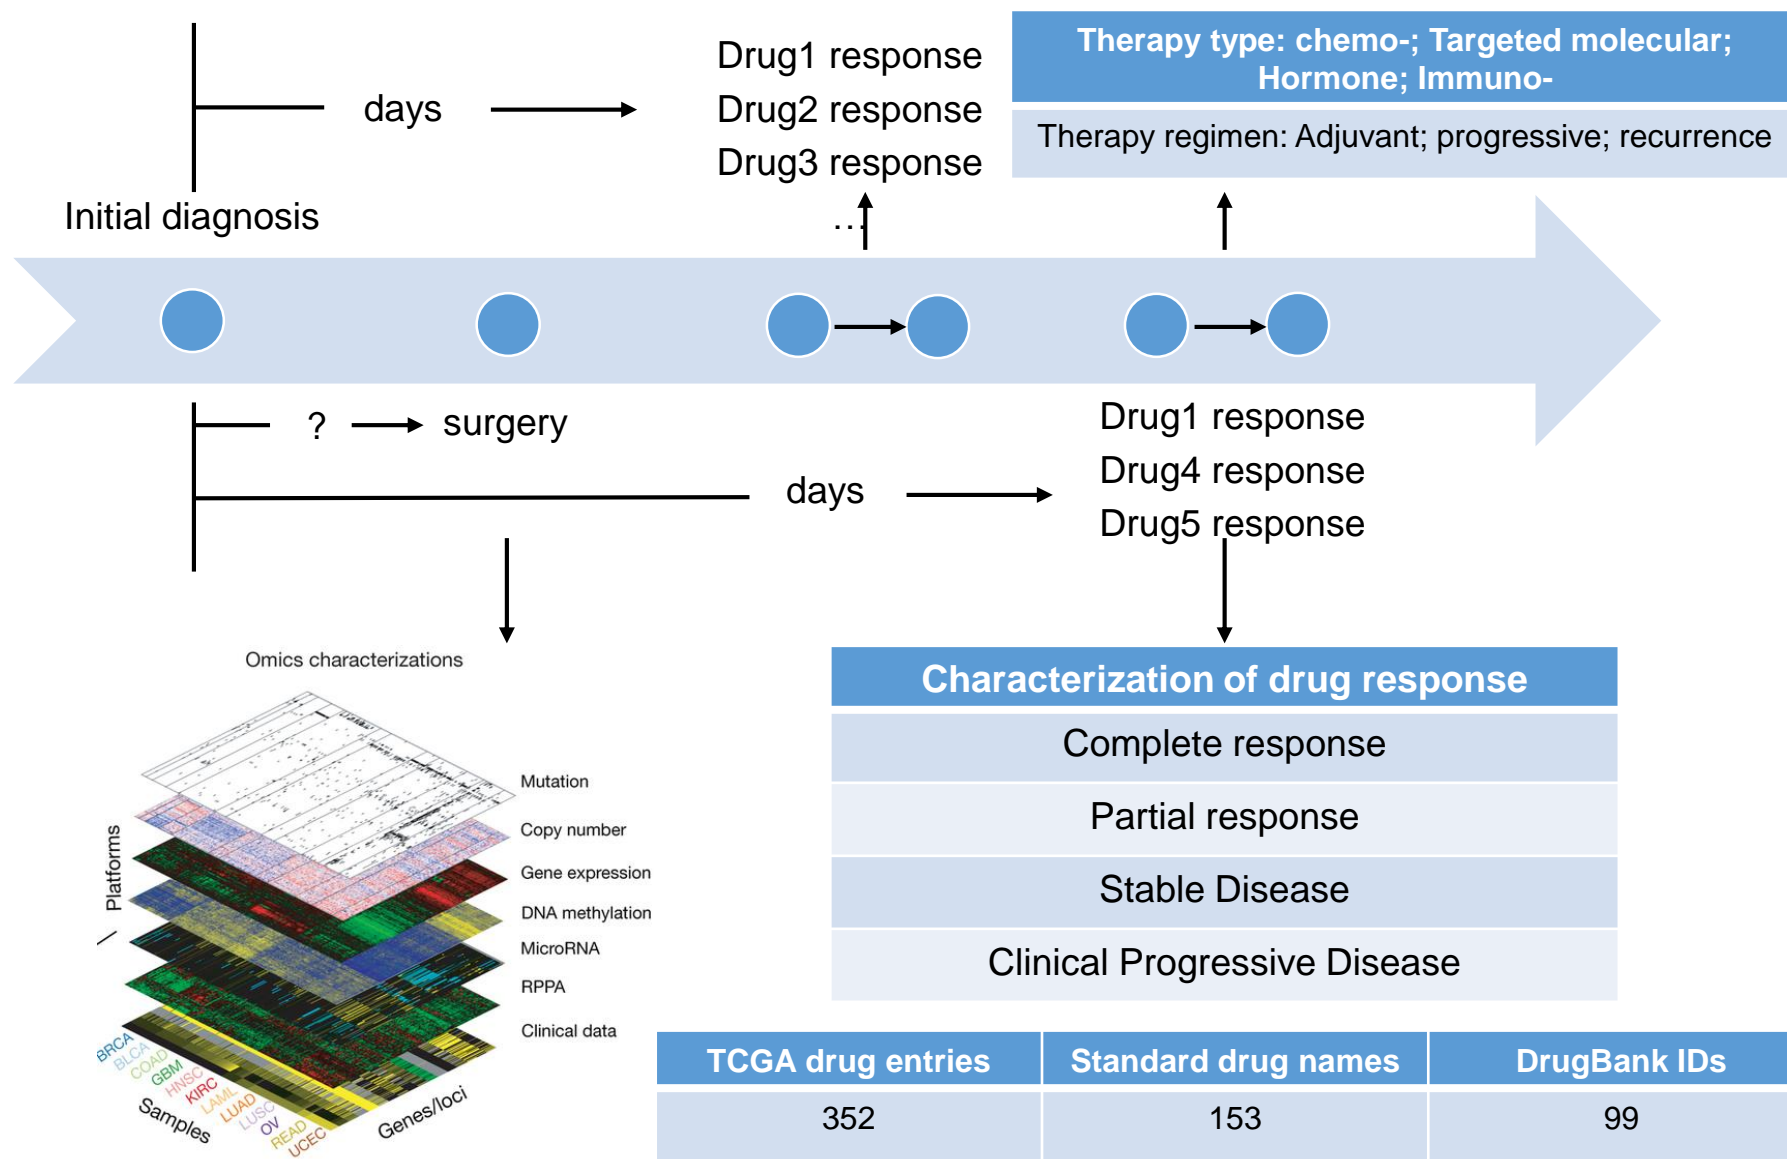 Drug1 response
Drug2 response
Drug3 response
…
days
Initial diagnosis
Therapy type: chemo-; Targeted molecular;
Hormone; Immuno-
Therapy regimen: Adjuvant; progressive; recurrence
? surgery
days
Drug1 response
Drug4 response
Drug5 response
Omics characterizations
Mutation
Copy number
Gene expression
DNA methylation
MicroRNA
RPPA
Clinical data
Platforms
BRCA
BLCA
COAD
GBM
HNSC
KIRC
LAML
LUAD
LUSC
OV
READ
UCEC
Samples
Genes/loci
Characterization of drug response
Complete response
Partial response
Stable Disease
Clinical Progressive Disease
TCGA drug entries Standard drug names DrugBank IDs
352 153 99